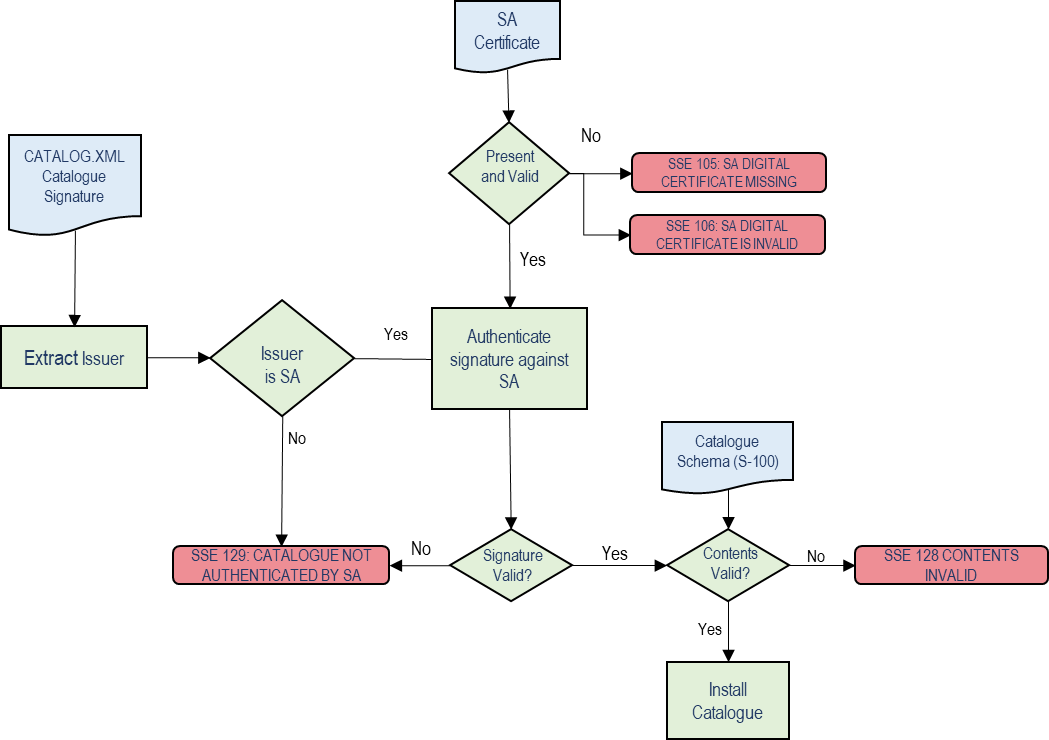 SA
Certificate
CATALOG.XML
Catalogue
Signature
Present
and Valid
No
SSE 105: SA DIGITAL
CERTIFICATE MISSING
SSE 106: SA DIGITAL
CERTIFICATE IS INVALID
Yes
Extract Issuer
Issuer
is SA
Yes
Authenticate
signature against
SA
No
Catalogue
Schema (S-100)
SSE 129: CATALOGUE NOT
AUTHENTICATED BY SA
No
Signature
Valid?
Yes
Contents
Valid?
No
SSE 128 CONTENTS
INVALID
Yes
Install
Catalogue